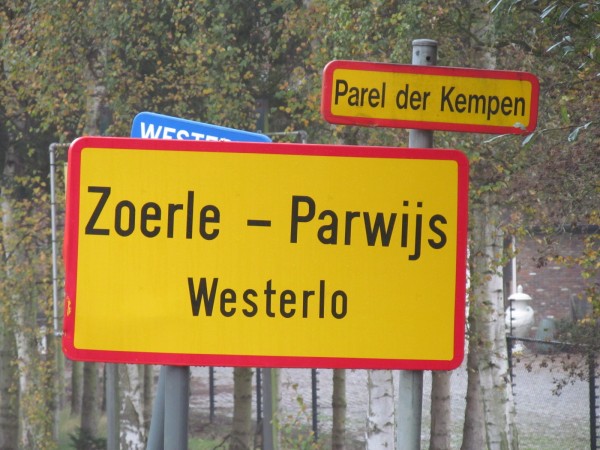 Parel der Kempen
Zoerle – Parwijs
Westerlo